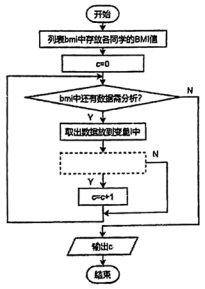 开始
列表bmi中存放各同学的BMI值
c=0
bmi中还有数据需分析?
N
Y
取出数据放到变量i中
N
Y
c=c+1
输出c
结束